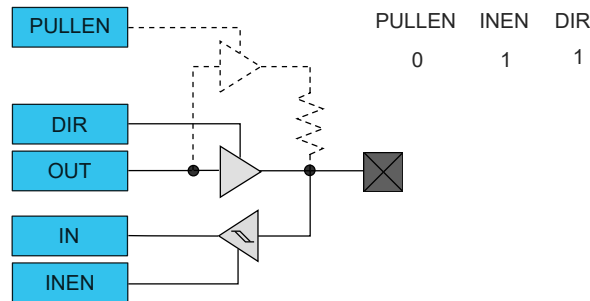 PULLEN
PULLEN INEN DIR
0 1 1
DIR
OUT
IN
INEN